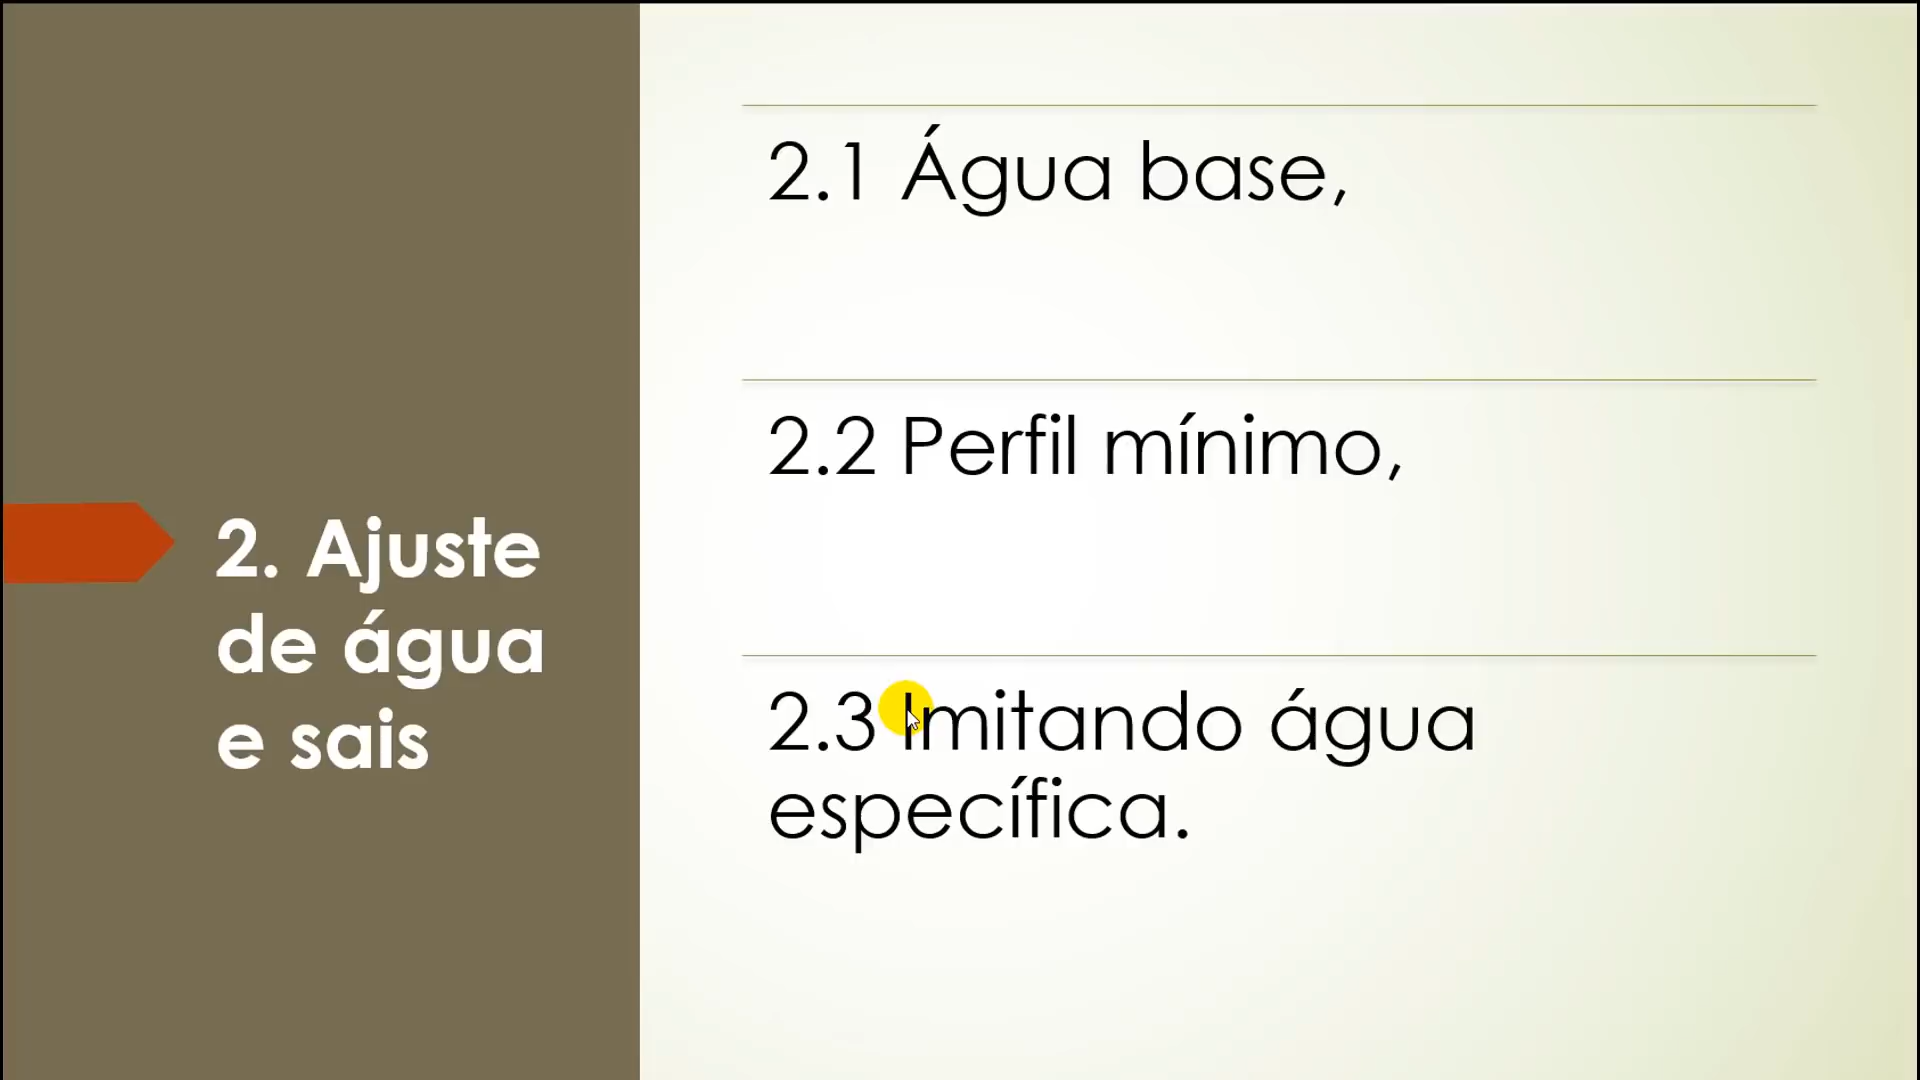 2. Ajuste
de água
e sais
2.1 Água base,
2.2 Perfil mínimo,
2.3 Imitando água
específica.